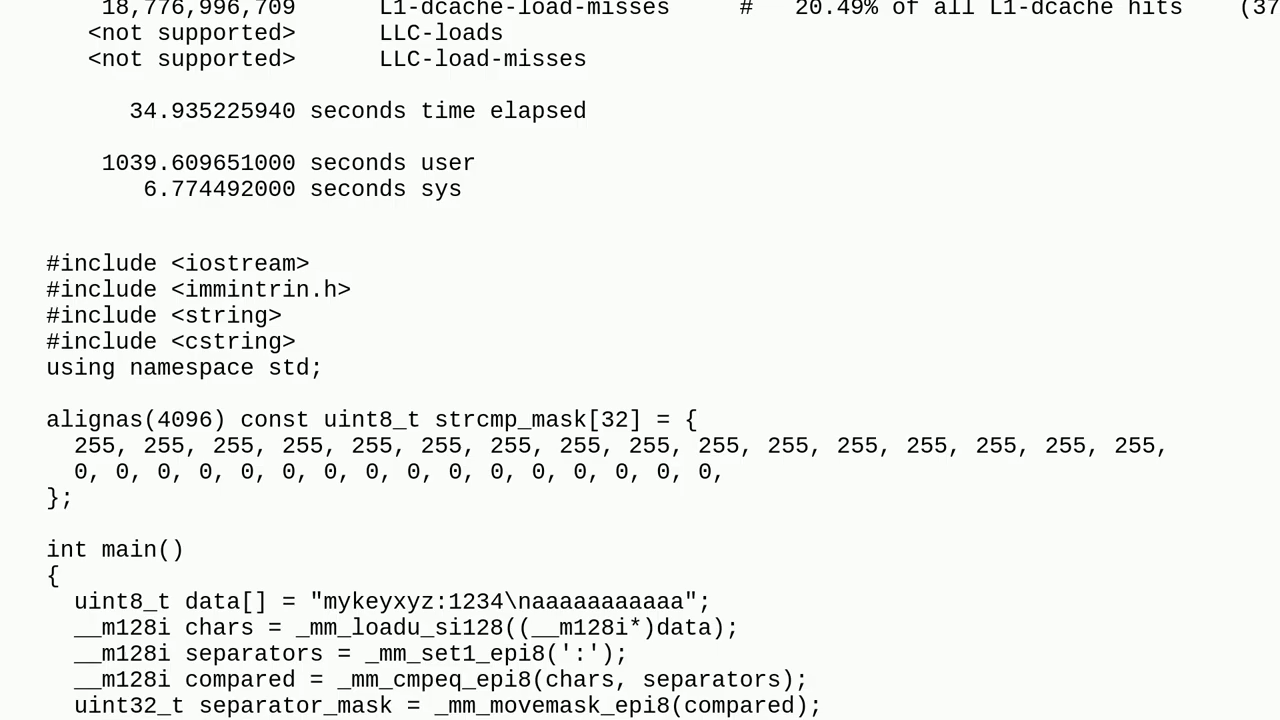 18,776,996,709      L1-dcache-load-misses     #   20.49% of all L1-dcache hits    (37
<not supported>      LLC-loads
<not supported>      LLC-load-misses
34.935225940 seconds time elapsed
1039.609651000 seconds user
6.774492000 seconds sys
#include <iostream>
#include <immintrin.h>
#include <string>
#include <cstring>
using namespace std;
alignas(4096) const uint8_t strcmp_mask[32] = {
  255, 255, 255, 255, 255, 255, 255, 255, 255, 255, 255, 255, 255, 255, 255, 255,
  0, 0, 0, 0, 0, 0, 0, 0, 0, 0, 0, 0, 0, 0, 0, 0,
};
int main()
{
  uint8_t data[] = "mykeyxyz:1234\naaaaaaaaaaa";
  __m128i chars = _mm_loadu_si128((__m128i*)data);
  __m128i separators = _mm_set1_epi8(':');
  __m128i compared = _mm_cmpeq_epi8(chars, separators);
  uint32_t separator_mask = _mm_movemask_epi8(compared);